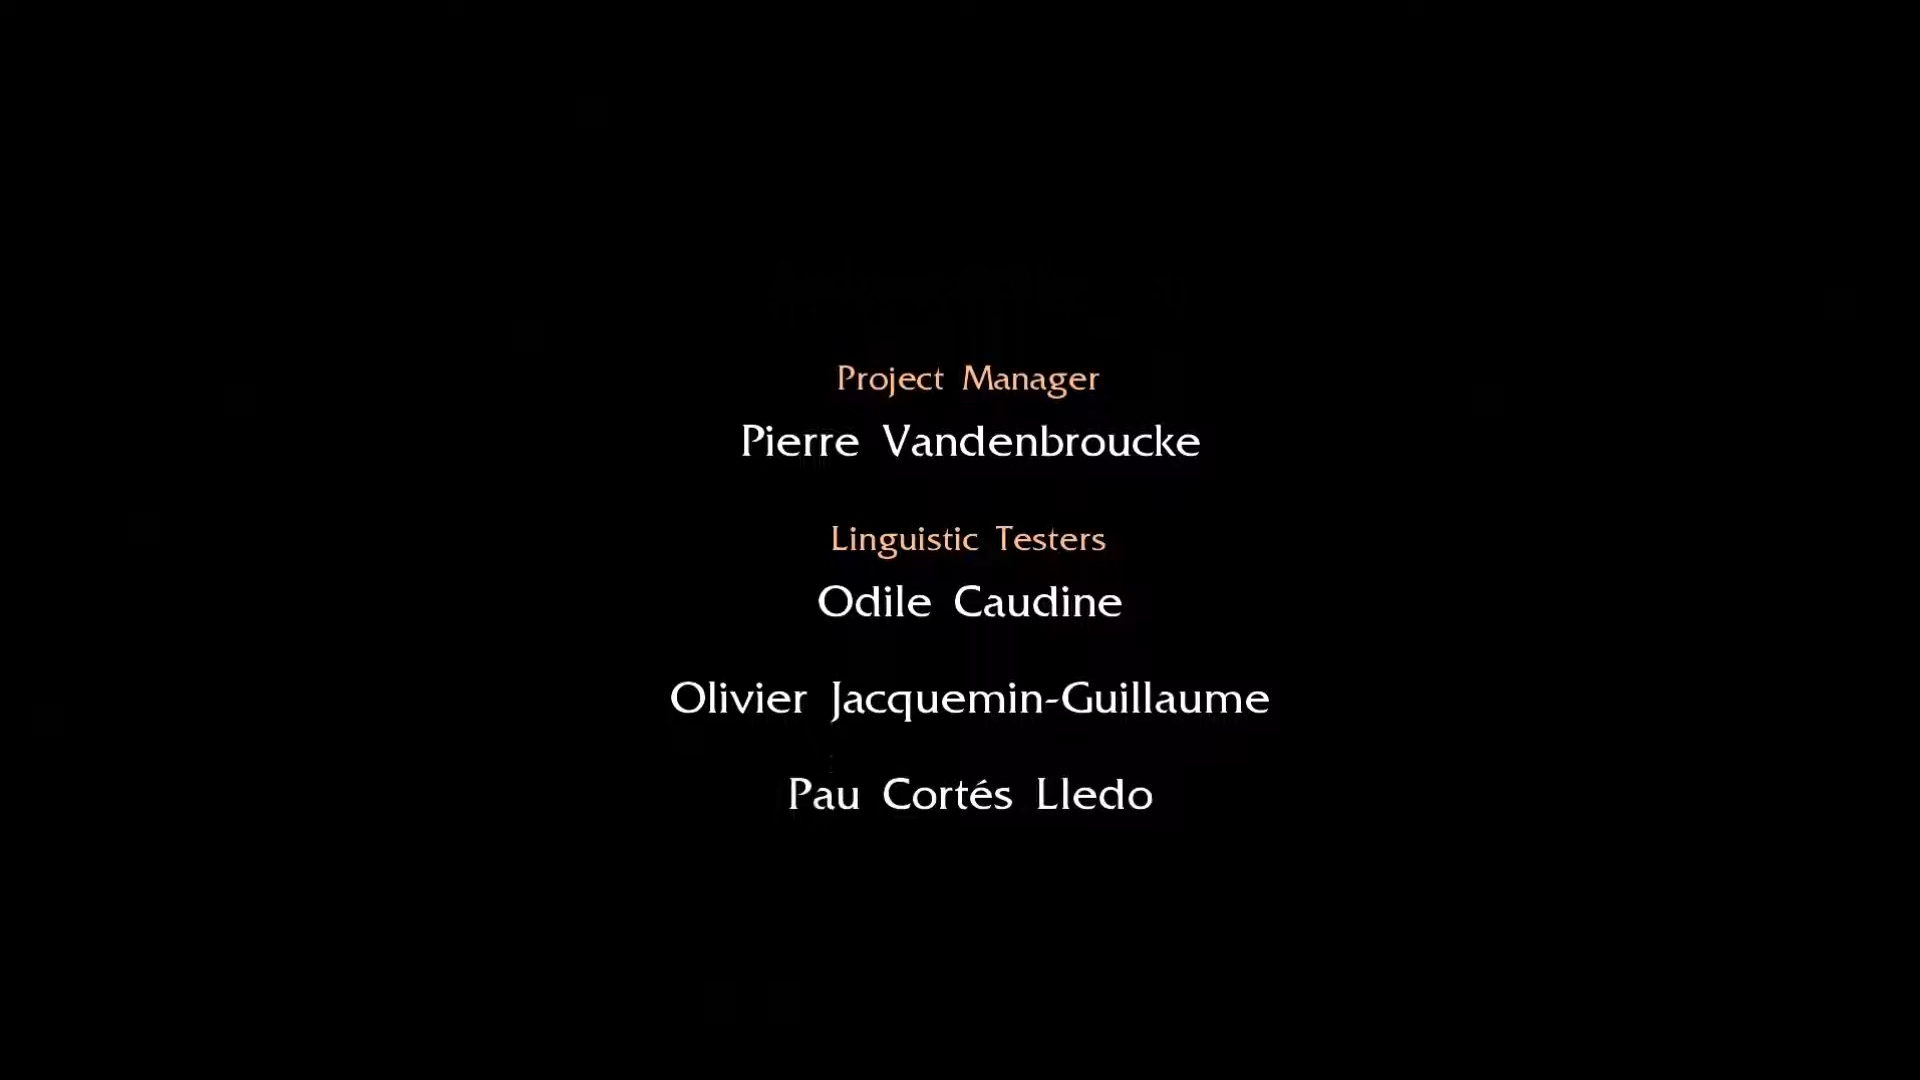 Project Manager
Pierre Vandenbroucke
Linguistic Testers
Odile Caudine
Olivier Jacquemin-Guillaume
Pau Cortés Lledo